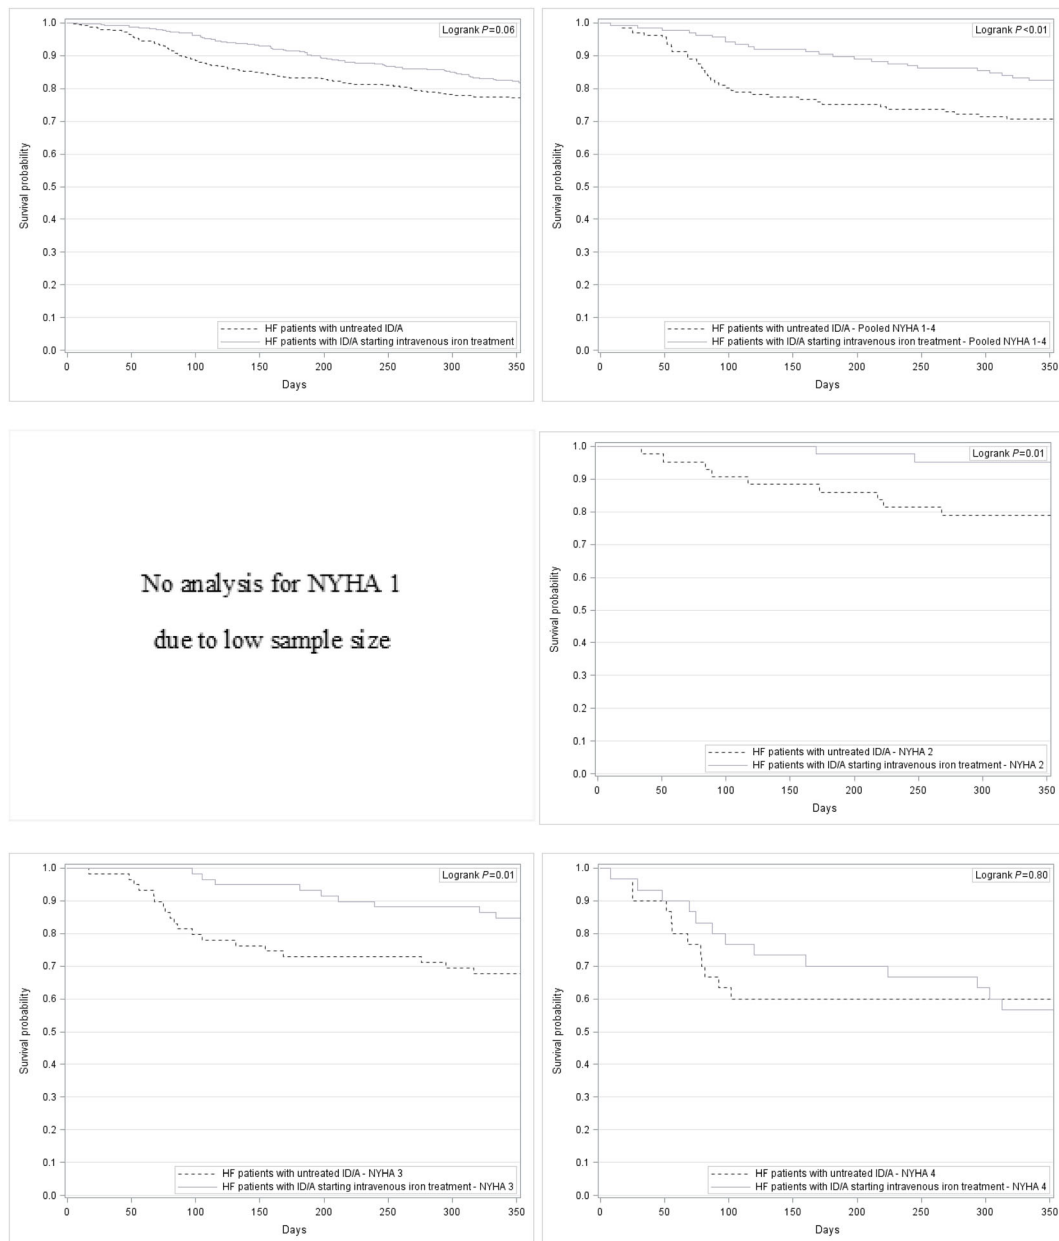 Logrank P=0.06
1.0
0.9
0.8
0.7
0.6
0.5
0.4
0.3
0.2
0.1
0.0
Survival probability
HF patients with untreated ID/A
HF patients with ID/A starting intravenous iron treatment
0 50 100 150 200 250 300 350
Days
Logrank P<0.01
1.0
0.9
0.8
0.7
0.6
0.5
0.4
0.3
0.2
0.1
0.0
Survival probability
HF patients with untreated ID/A - Pooled NYHA 1-4
HF patients with ID/A starting intravenous iron treatment - Pooled NYHA 1-4
0 50 100 150 200 250 300 350
Days
No analysis for NYHA 1
due to low sample size
Logrank P=0.01
1.0
0.9
0.8
0.7
0.6
0.5
0.4
0.3
0.2
0.1
0.0
Survival probability
HF patients with untreated ID/A - NYHA 2
HF patients with ID/A starting intravenous iron treatment - NYHA 2
0 50 100 150 200 250 300 350
Days
Logrank P=0.01
1.0
0.9
0.8
0.7
0.6
0.5
0.4
0.3
0.2
0.1
0.0
Survival probability
HF patients with untreated ID/A - NYHA 3
HF patients with ID/A starting intravenous iron treatment - NYHA 3
0 50 100 150 200 250 300 350
Days
Logrank P=0.80
1.0
0.9
0.8
0.7
0.6
0.5
0.4
0.3
0.2
0.1
0.0
Survival probability
HF patients with untreated ID/A - NYHA 4
HF patients with ID/A starting intravenous iron treatment - NYHA 4
0 50 100 150 200 250 300 350
Days